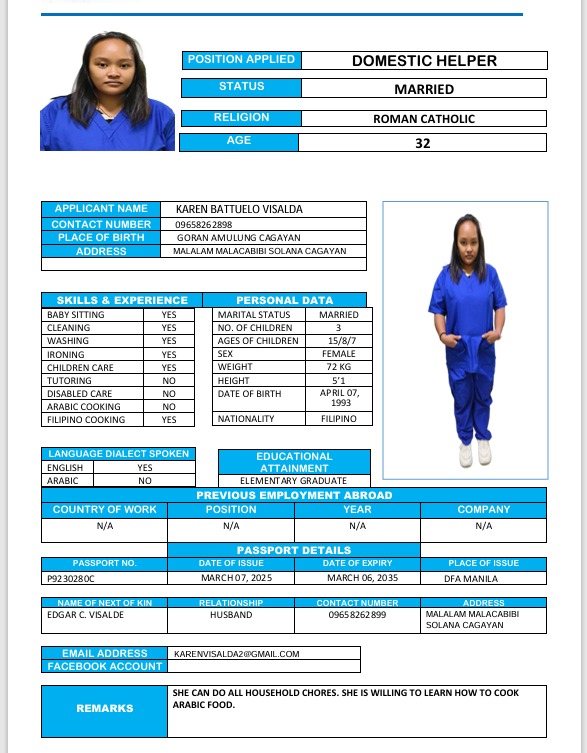 POSITION APPLIED DOMESTIC HELPER
STATUS MARRIED
RELIGION ROMAN CATHOLIC
AGE 32
APPLICANT NAME KAREN BATTUELO VISALDA
CONTACT NUMBER 09658262898
PLACE OF BIRTH GORAN AMULUNG CAGAYAN
ADDRESS MALALAM MALACABIBI SOLANA CAGAYAN
SKILLS & EXPERIENCE PERSONAL DATA
BABY SITTING YES MARITAL STATUS MARRIED
CLEANING YES NO. OF CHILDREN 3
WASHING YES AGES OF CHILDREN 15/8/7
IRONING YES SEX FEMALE
CHILDREN CARE YES WEIGHT 72 KG
TUTORING NO HEIGHT 5'1
DISABLED CARE NO DATE OF BIRTH APRIL 07,
ARABIC COOKING NO 1993
FILIPINO COOKING YES NATIONALITY FILIPINO
LANGUAGE DIALECT SPOKEN EDUCATIONAL
ATTAINMENT
ENGLISH YES
ARABIC NO ELEMENTARY GRADUATE
PREVIOUS EMPLOYMENT ABROAD
COUNTRY OF WORK POSITION YEAR COMPANY
N/A N/A N/A N/A
PASSPORT DETAILS
PASSPORT NO. DATE OF ISSUE DATE OF EXPIRY PLACE OF ISSUE
P9230280C MARCH 07, 2025 MARCH 06, 2035 DFA MANILA
NAME OF NEXT OF KIN RELATIONSHIP CONTACT NUMBER ADDRESS
EDGAR C. VISALDE HUSBAND 09658262899 MALALAM MALACABIBI
SOLANA CAGAYAN
EMAIL ADDRESS KARENVISALDA2@GMAIL.COM
FACEBOOK ACCOUNT
REMARKS SHE CAN DO ALL HOUSEHOLD CHORES. SHE IS WILLING TO LEARN HOW TO COOK
ARABIC FOOD.